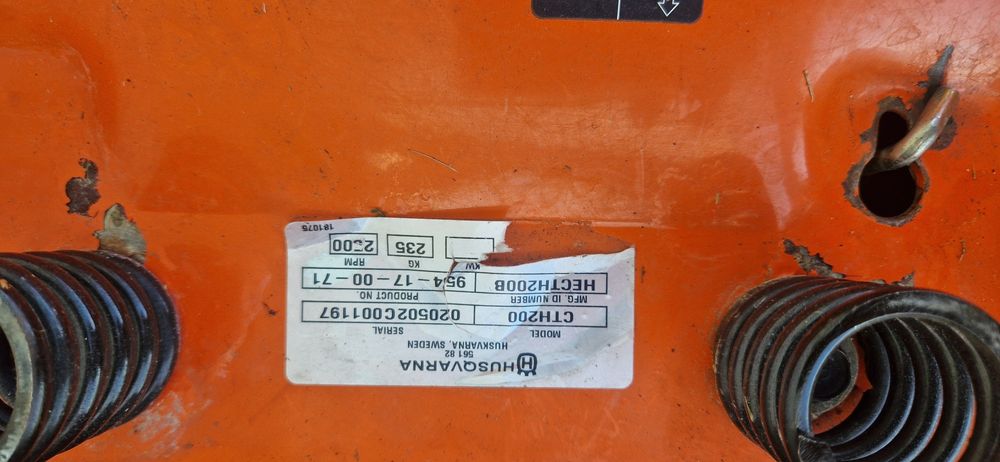 HUSQVARNA
561 82
HUSKVARNA, SWEDEN
MODEL SERIAL
CTH200 020502C001197
MFG. ID NUMBER PRODUCT NO.
HECTH200B 954-17-00-71
KW KG RPM
235
181075